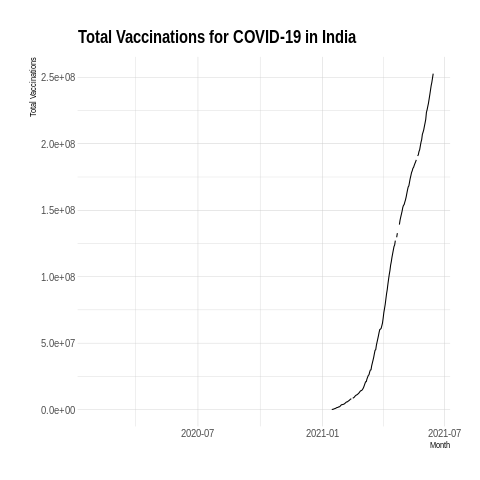 Total Vaccinations for COVID-19 in India
Total Vaccinations
2.5e+08
2.0e+08
1.5e+08
1.0e+08
5.0e+07
0.0e+00
2020-07 2021-01 2021-07
Month